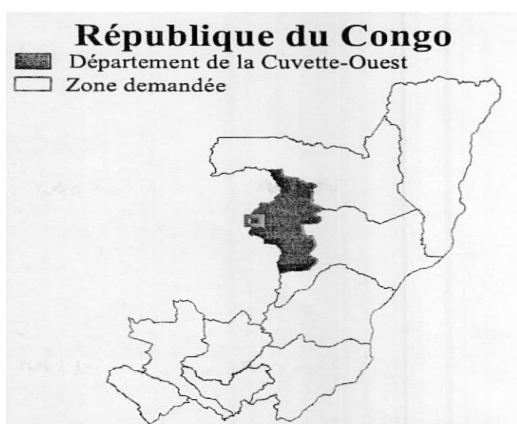 République du Congo
Département de la Cuvette-Ouest
Zone demandée